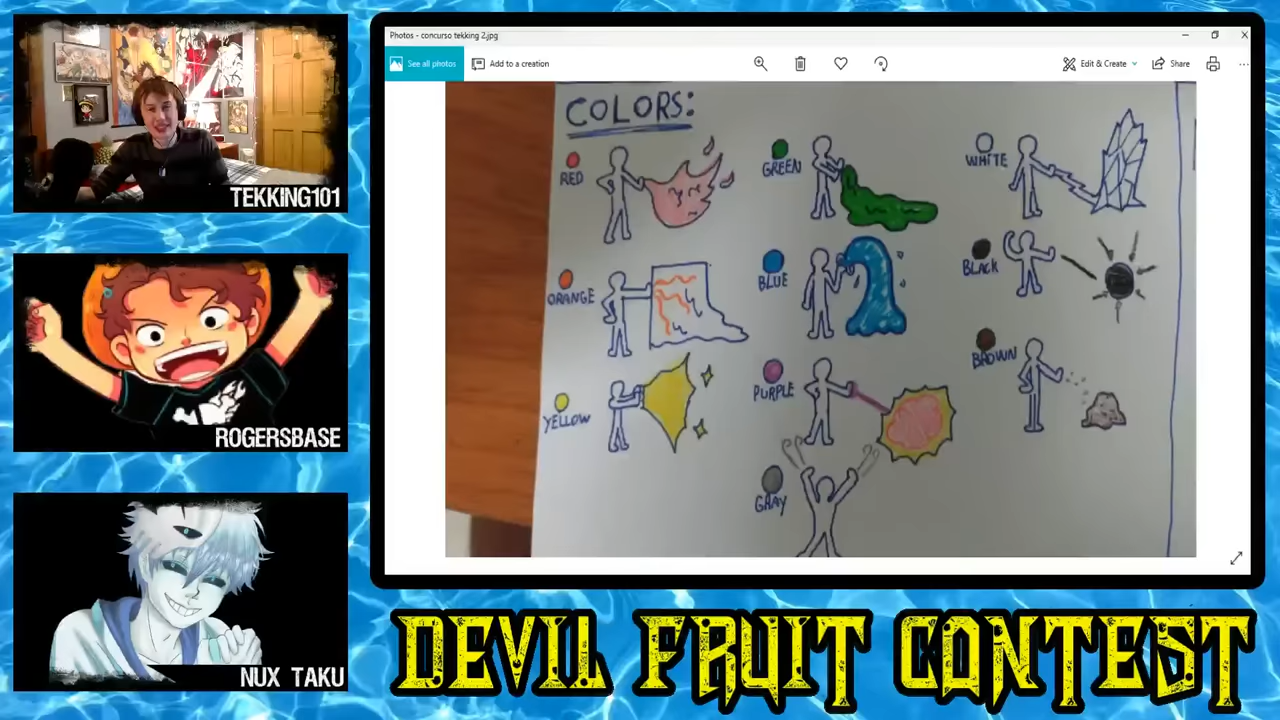 TEKKING101
ROGERSBASE
NUX TAKU
Photos - concurso tekking 2.jpg
See all photos
Add to a creation
Edit & Create
Share
COLORS:
RED
GREEN
WHITE
ORANGE
BLUE
BLACK
YELLOW
PURPLE
BROWN
GRAY
DEVIL FRUIT CONTEST